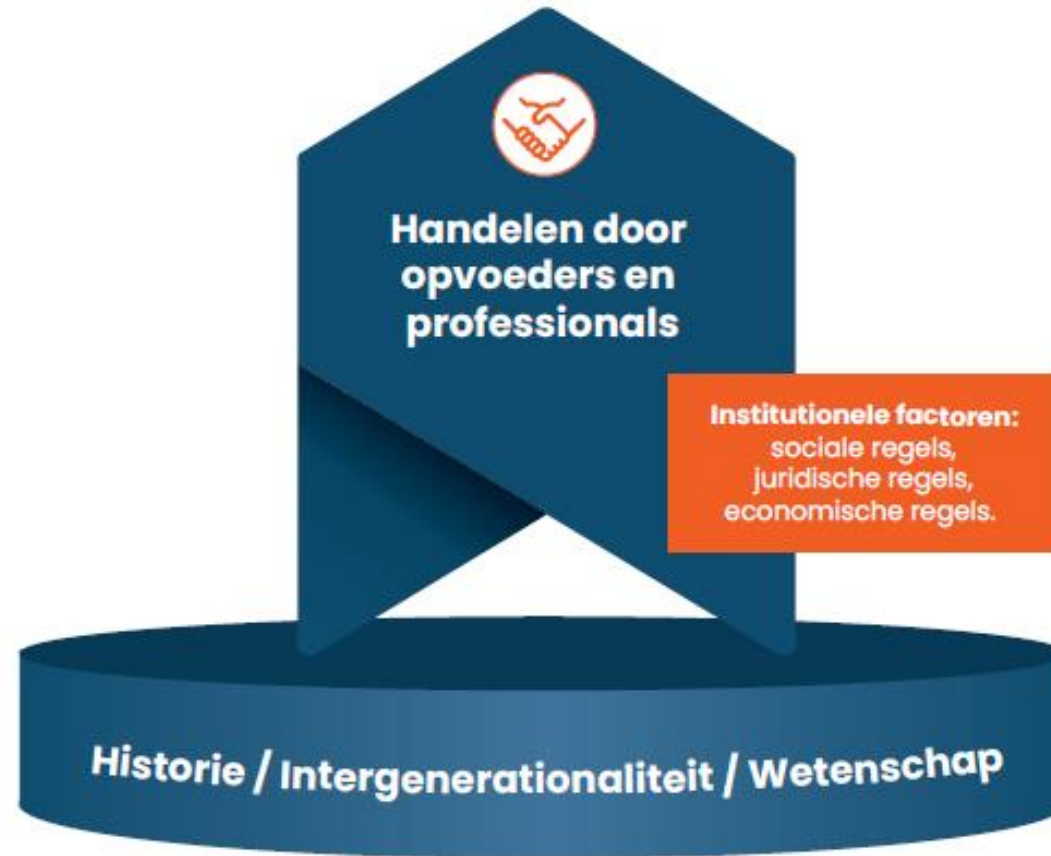 Handelen door
opvoeders en
professionals
Institutionele factoren:
sociale regels,
juridische regels,
economische regels.
Historie / Intergenerationaliteit / Wetenschap